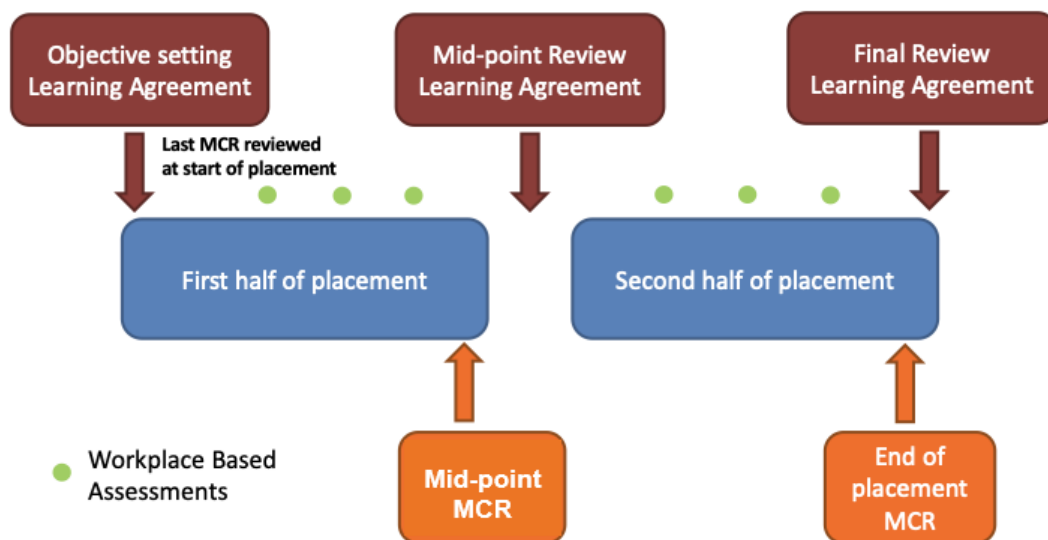 Objective setting
Learning Agreement
Mid-point Review
Learning Agreement
Final Review
Learning Agreement
Last MCR reviewed
at start of placement
First half of placement
Second half of placement
Workplace Based
Assessments
Mid-point
MCR
End of
placement
MCR